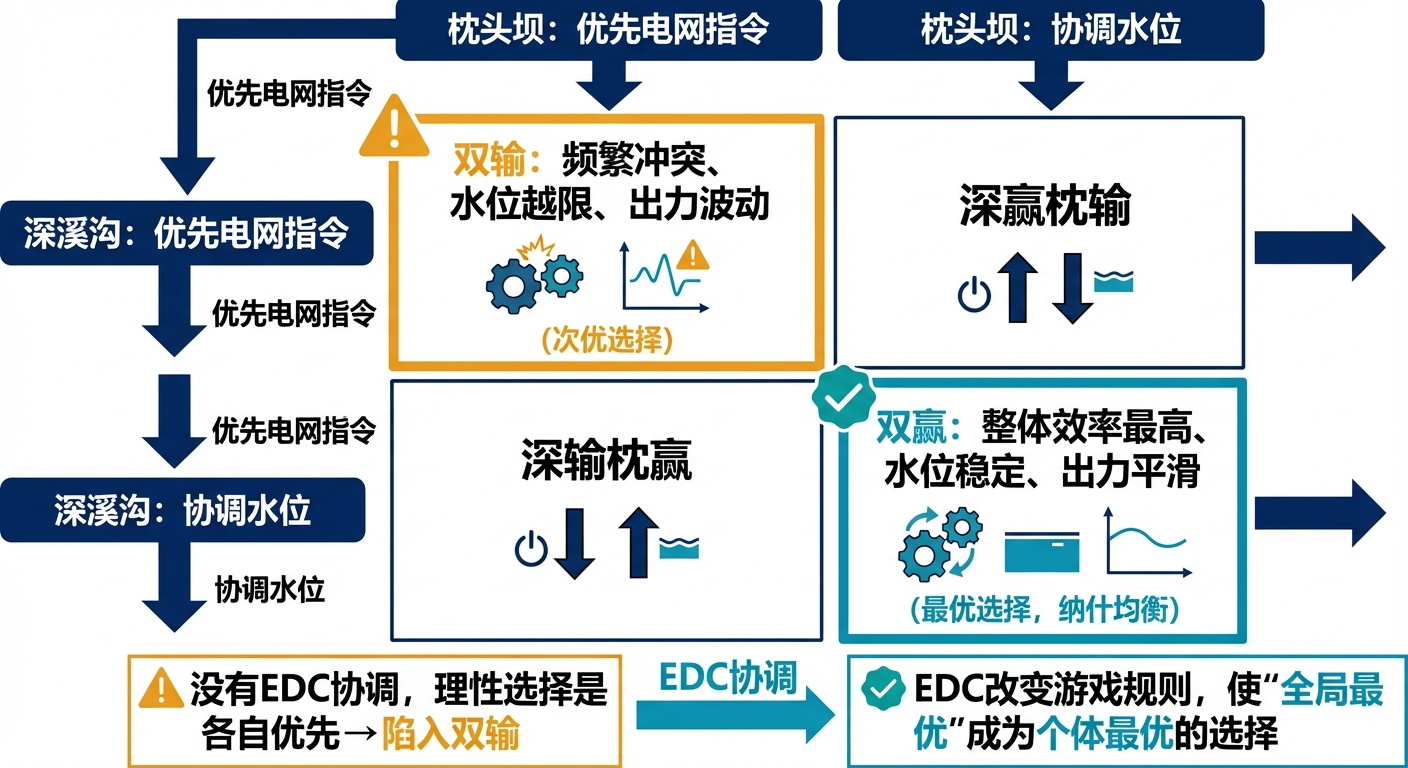 枕头坝：优先电网指令
枕头坝：协调水位
优先电网指令
双输：频繁冲突、
水位越限、出力波动
(次优选择)
深赢枕输
深溪沟：优先电网指令
优先电网指令
优先电网指令
深输枕赢
双赢：整体效率最高、
水位稳定、出力平滑
(最优选择，纳什均衡)
深溪沟：协调水位
协调水位
没有EDC协调，理性选择是
各自优先→陷入双输
EDC协调
EDC改变游戏规则，使“全局最
优”成为个体最优的选择